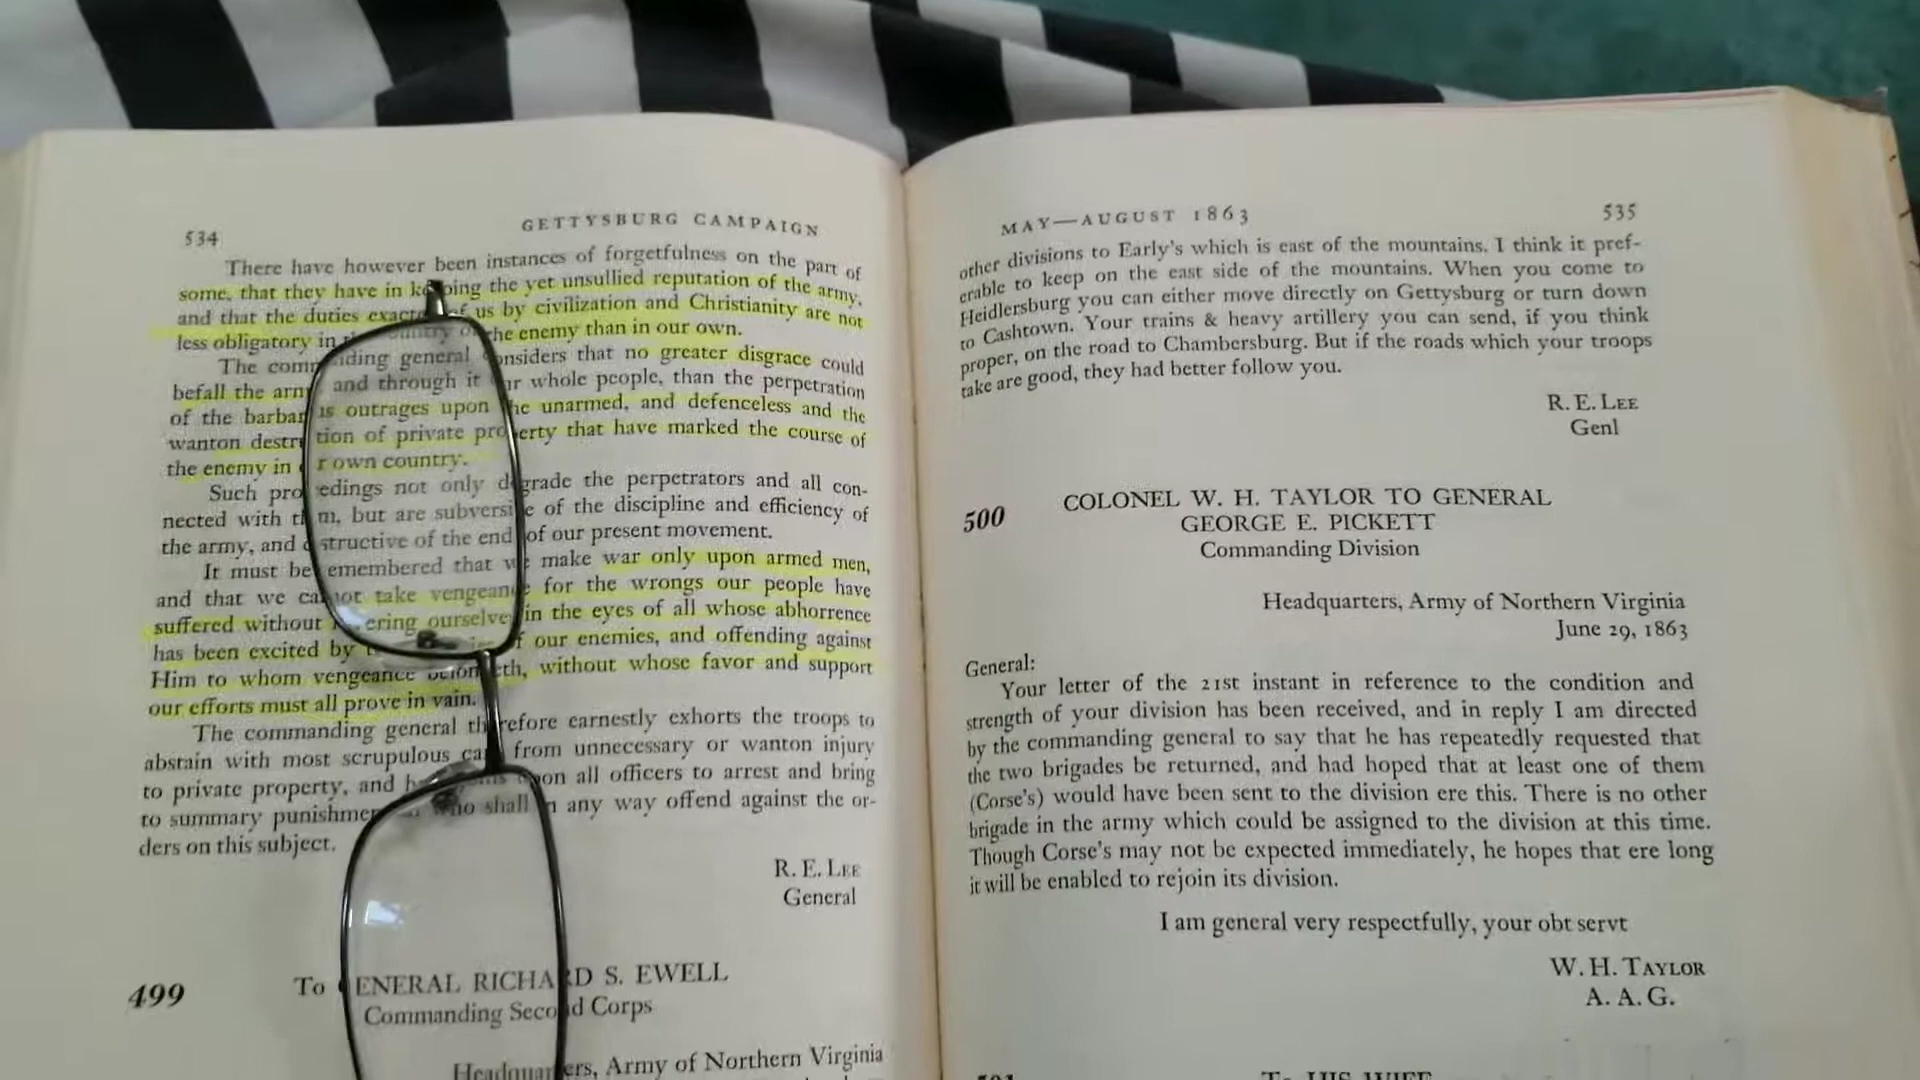 534
GETTYSBURG CAMPAIGN
There have however been instances of forgetfulness on the part of
some, that they have in keeping the yet unsullied reputation of the army,
and that the duties exacted of us by civilization and Christianity are not
less obligatory in the country of the enemy than in our own.
The commanding general considers that no greater disgrace could
befall the army and through it our whole people, than the perpetration
of the barbarous outrages upon the unarmed, and defenceless and the
wanton destruction of private property that have marked the course of
the enemy in our own country.
Such proceedings not only degrade the perpetrators and all con-
nected with them, but are subversive of the discipline and efficiency of
the army, and destructive of the end of our present movement.
It must be remembered that we make war only upon armed men,
and that we cannot take vengeance for the wrongs our people have
suffered without lowering ourselves in the eyes of all whose abhorrence
has been excited by of our enemies, and offending against
Him to whom vengeance belongeth, without whose favor and support
our efforts must all prove in vain.
The commanding general therefore earnestly exhorts the troops to
abstain with most scrupulous care from unnecessary or wanton injury
to private property, and upon all officers to arrest and bring
to summary punishment who shall in any way offend against the or-
ders on this subject.
R. E. LEE
General
499
To GENERAL RICHARD S. EWELL
Commanding Second Corps
Headquarters, Army of Northern Virginia
MAY—AUGUST 1863
535
other divisions to Early's which is east of the mountains. I think it pref-
erable to keep on the east side of the mountains. When you come to
Heidlersburg you can either move directly on Gettysburg or turn down
to Cashtown. Your trains & heavy artillery you can send, if you think
proper, on the road to Chambersburg. But if the roads which your troops
take are good, they had better follow you.
R. E. LEE
Genl
500
COLONEL W. H. TAYLOR TO GENERAL
GEORGE E. PICKETT
Commanding Division
Headquarters, Army of Northern Virginia
June 29, 1863
General:
Your letter of the 21st instant in reference to the condition and
strength of your division has been received, and in reply I am directed
by the commanding general to say that he has repeatedly requested that
the two brigades be returned, and had hoped that at least one of them
(Corse's) would have been sent to the division ere this. There is no other
brigade in the army which could be assigned to the division at this time.
Though Corse's may not be expected immediately, he hopes that ere long
it will be enabled to rejoin its division.
I am general very respectfully, your obt servt
W. H. TAYLOR
A. A. G.
501
To HIS WIFE